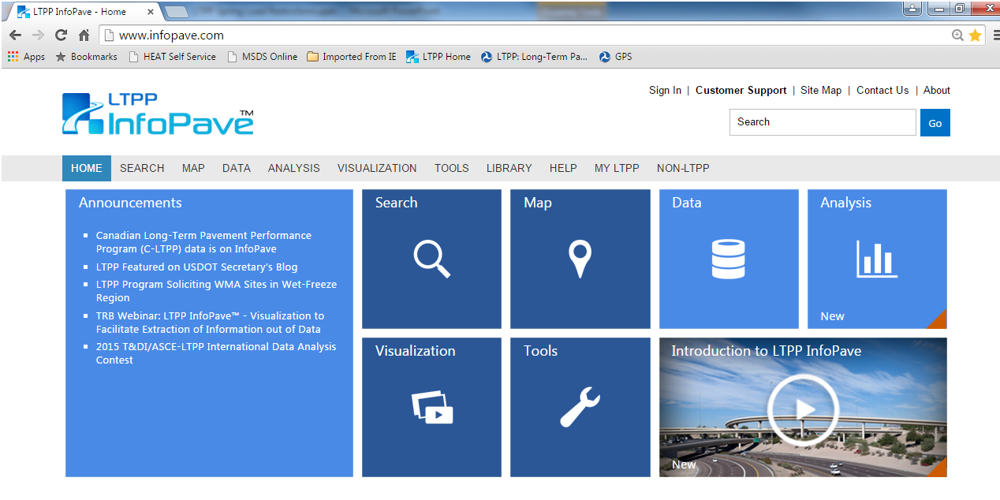 LTPP InfoPave - Home
www.infopave.com
Apps Bookmarks HEAT Self Service MSDS Online Imported From IE LTPP Home LTPP: Long-Term Pa... GPS
Sign In | Customer Support | Site Map | Contact Us | About
LTPP
InfoPave™
Search Go
HOME SEARCH MAP DATA ANALYSIS VISUALIZATION TOOLS LIBRARY HELP MY LTPP NON-LTPP
Announcements
Canadian Long-Term Pavement Performance
Program (C-LTPP) data is on InfoPave
LTPP Featured on USDOT Secretary's Blog
LTPP Program Soliciting WMA Sites in Wet-Freeze
Region
TRB Webinar: LTPP InfoPave™ - Visualization to
Facilitate Extraction of Information out of Data
2015 T&DI/ASCE-LTPP International Data Analysis
Contest
Search
Map
Data
Analysis
New
Visualization
Tools
Introduction to LTPP InfoPave
New